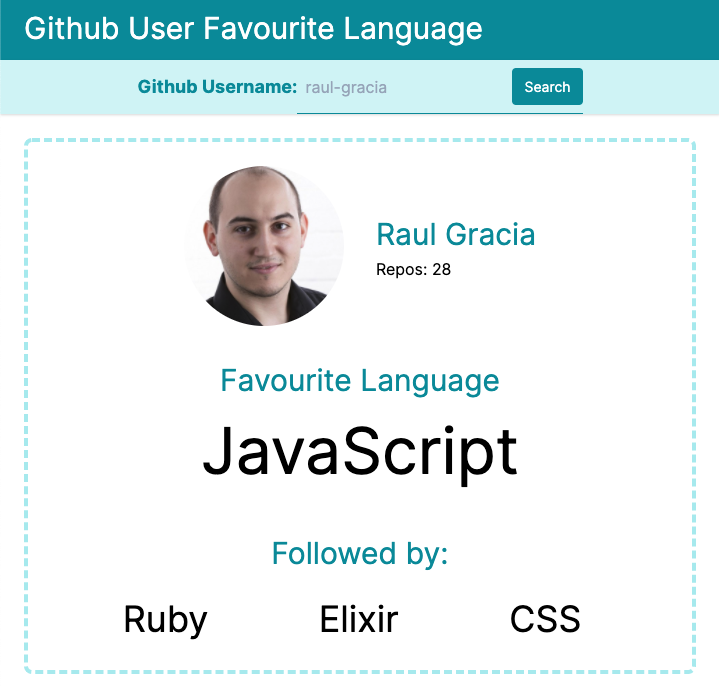 Github User Favourite Language
Github Username: raul-gracia Search
Raul Gracia
Repos: 28
Favourite Language
JavaScript
Followed by:
Ruby Elixir CSS